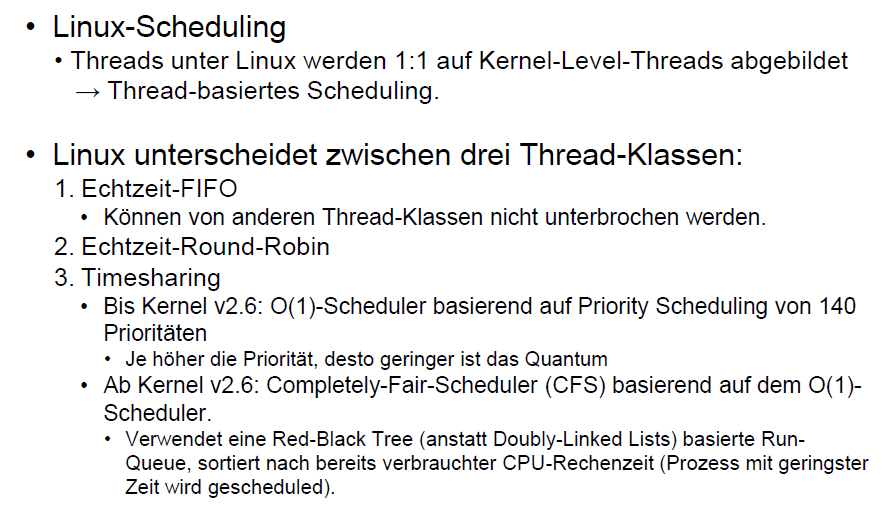 • Linux-Scheduling
• Threads unter Linux werden 1:1 auf Kernel-Level-Threads abgebildet
→ Thread-basiertes Scheduling.
• Linux unterscheidet zwischen drei Thread-Klassen:
1. Echtzeit-FIFO
• Können von anderen Thread-Klassen nicht unterbrochen werden.
2. Echtzeit-Round-Robin
3. Timesharing
• Bis Kernel v2.6: O(1)-Scheduler basierend auf Priority Scheduling von 140
Prioritäten
• Je höher die Priorität, desto geringer ist das Quantum
• Ab Kernel v2.6: Completely-Fair-Scheduler (CFS) basierend auf dem O(1)-
Scheduler.
• Verwendet eine Red-Black Tree (anstatt Doubly-Linked Lists) basierte Run-
Queue, sortiert nach bereits verbrauchter CPU-Rechenzeit (Prozess mit geringster
Zeit wird gescheduled).